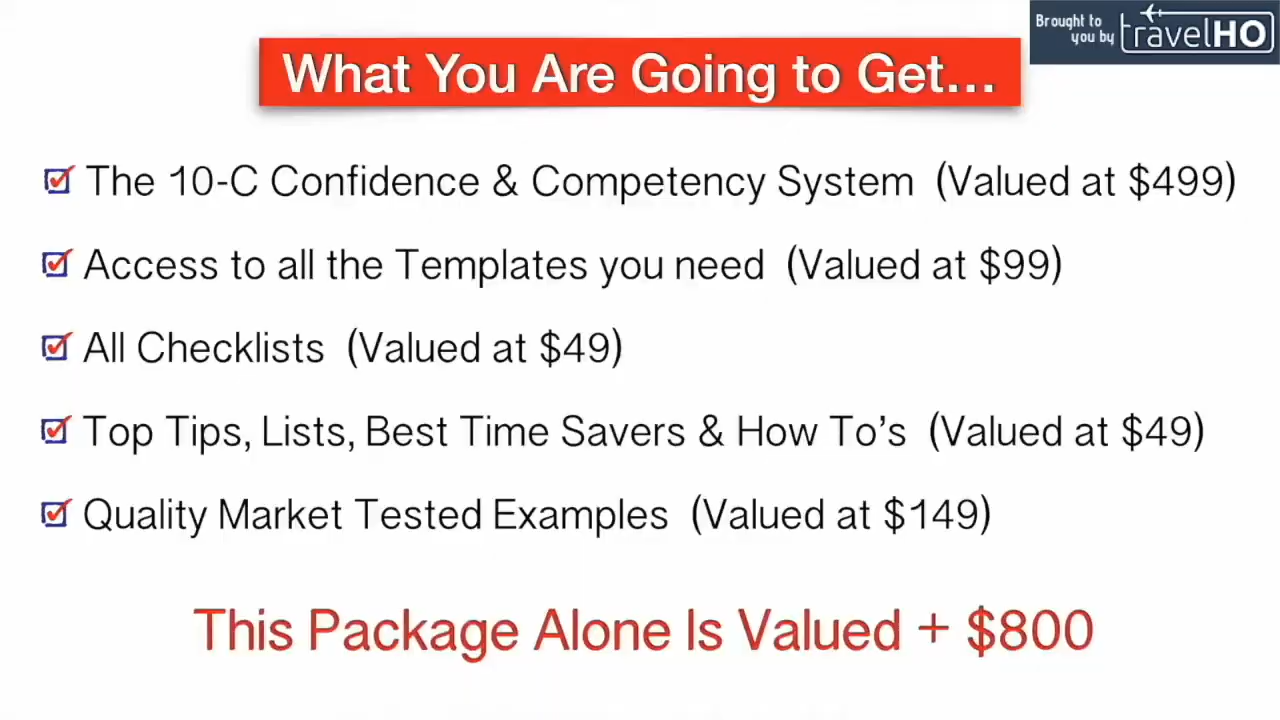 Brought to
you by travelHO
What You Are Going to Get...
The 10-C Confidence & Competency System (Valued at $499)
Access to all the Templates you need (Valued at $99)
All Checklists (Valued at $49)
Top Tips, Lists, Best Time Savers & How To’s (Valued at $49)
Quality Market Tested Examples (Valued at $149)
This Package Alone Is Valued + $800